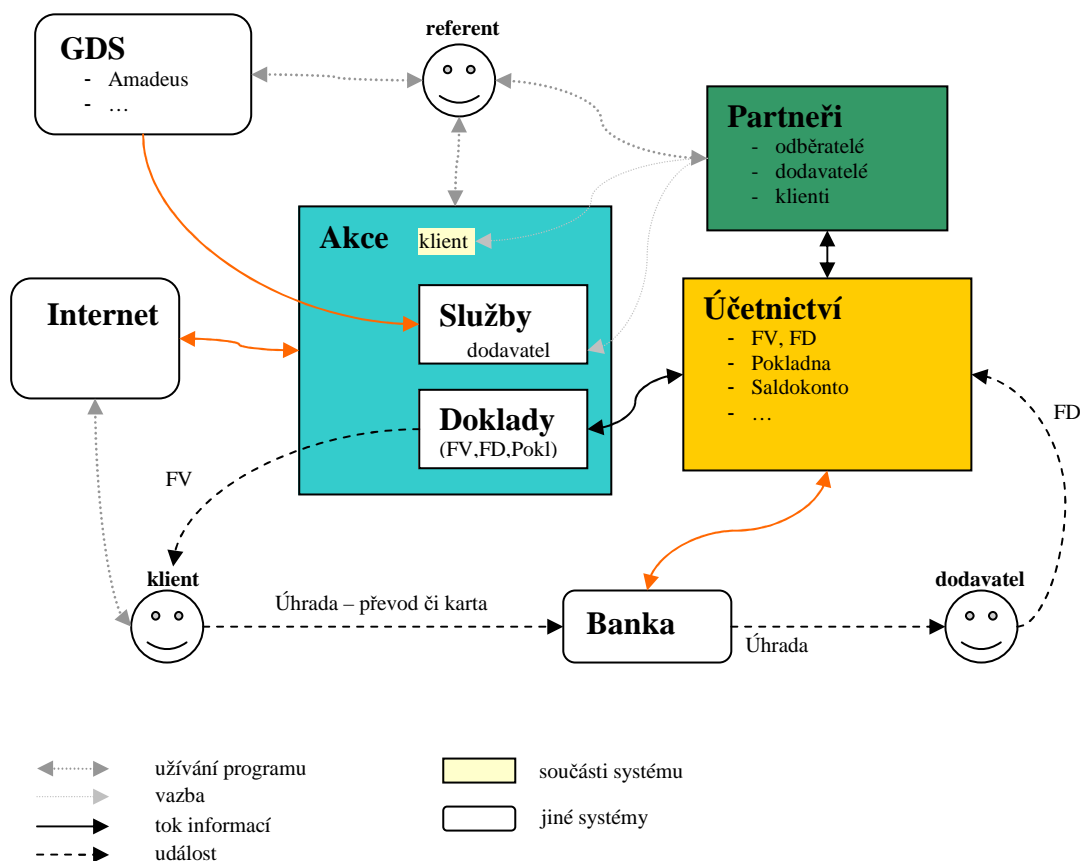 referent
GDS
- Amadeus
- …
Partneři
- odběratelé
- dodavatelé
- klienti
Akce
klient
Internet
Služby
dodavatel
Účetnictví
- FV, FD
- Pokladna
- Saldokonto
- …
Doklady
(FV,FD,Pokl)
FV
FD
klient
Úhrada – převod či karta
Banka
Úhrada
dodavatel
užívání programu
vazba
tok informací
událost
součásti systému
jiné systémy